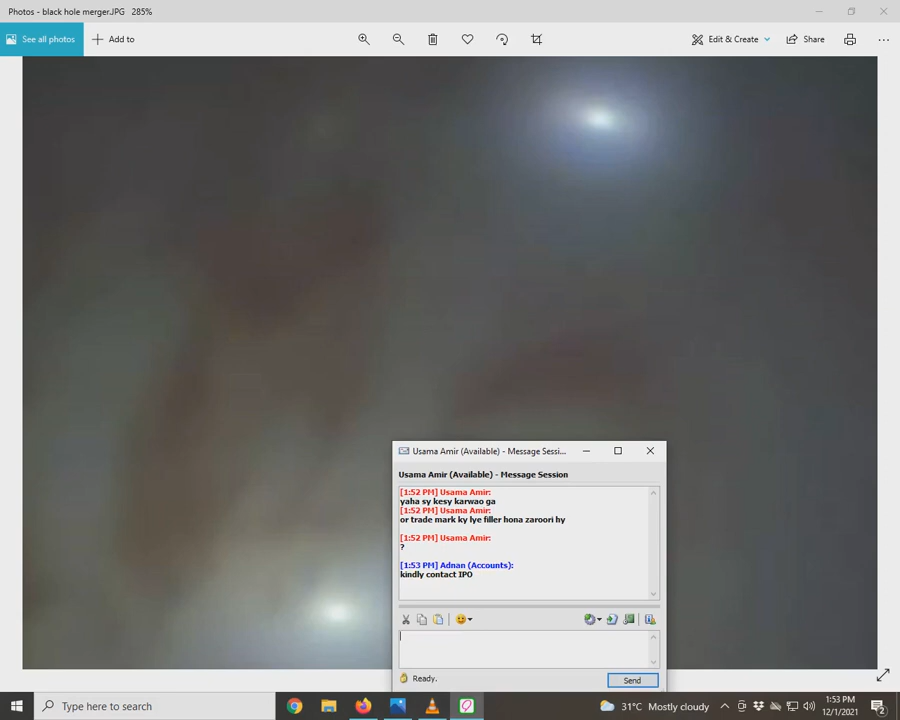 Photos - black hole merger.JPG 285%
See all photos
Add to
Edit & Create
Share
Usama Amir (Available) - Message Sessi...
Usama Amir (Available) - Message Session
[1:52 PM] Usama Amir:
yaha sy kesy karwao ga
[1:52 PM] Usama Amir:
or trade mark ky lye filler hona zaroori hy
[1:52 PM] Usama Amir:
?
[1:53 PM] Adnan (Accounts):
kindly contact IPO
Ready.
Send
Type here to search
31°C Mostly cloudy
1:53 PM
12/1/2021
2